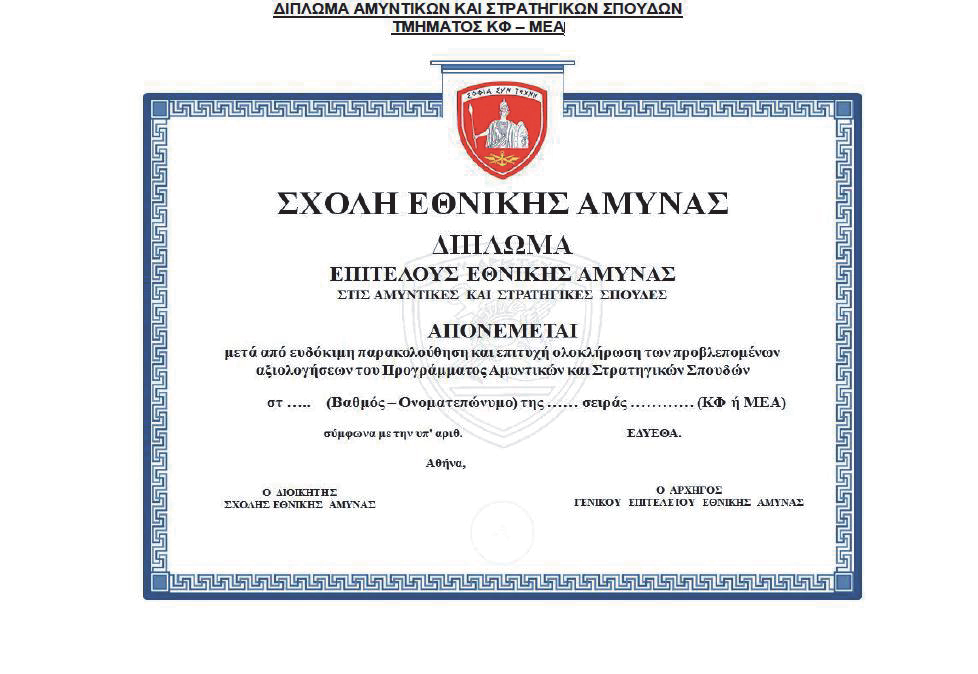 ΔΙΠΛΩΜΑ ΑΜΥΝΤΙΚΩΝ ΚΑΙ ΣΤΡΑΤΗΓΙΚΩΝ ΣΠΟΥΔΩΝ
ΤΜΗΜΑΤΟΣ ΚΦ – ΜΕΑ
ΣΟΦΙΑ ΣΥΝ ΤΕΧΝΗ
ΣΧΟΛΗ ΕΘΝΙΚΗΣ ΑΜΥΝΑΣ
ΔΙΠΛΩΜΑ
ΕΠΙΤΕΛΟΥΣ ΕΘΝΙΚΗΣ ΑΜΥΝΑΣ
ΣΤΙΣ ΑΜΥΝΤΙΚΕΣ ΚΑΙ ΣΤΡΑΤΗΓΙΚΕΣ ΣΠΟΥΔΕΣ
ΑΠΟΝΕΜΕΤΑΙ
μετά από ευδόκιμη παρακολούθηση και επιτυχή ολοκλήρωση των προβλεπομένων
αξιολογήσεων του Προγράμματος Αμυντικών και Στρατηγικών Σπουδών
στ ..... (Βαθμός – Ονοματεπώνυμο) της ...... σειράς ............ (ΚΦ ή ΜΕΑ)
σύμφωνα με την υπ' αριθ. ΕΔΥΕΘΑ.
Αθήνα,
Ο ΔΙΟΙΚΗΤΗΣ
ΣΧΟΛΗΣ ΕΘΝΙΚΗΣ ΑΜΥΝΑΣ
Ο ΑΡΧΗΓΟΣ
ΓΕΝΙΚΟΥ ΕΠΙΤΕΛΕΙΟΥ ΕΘΝΙΚΗΣ ΑΜΥΝΑΣ